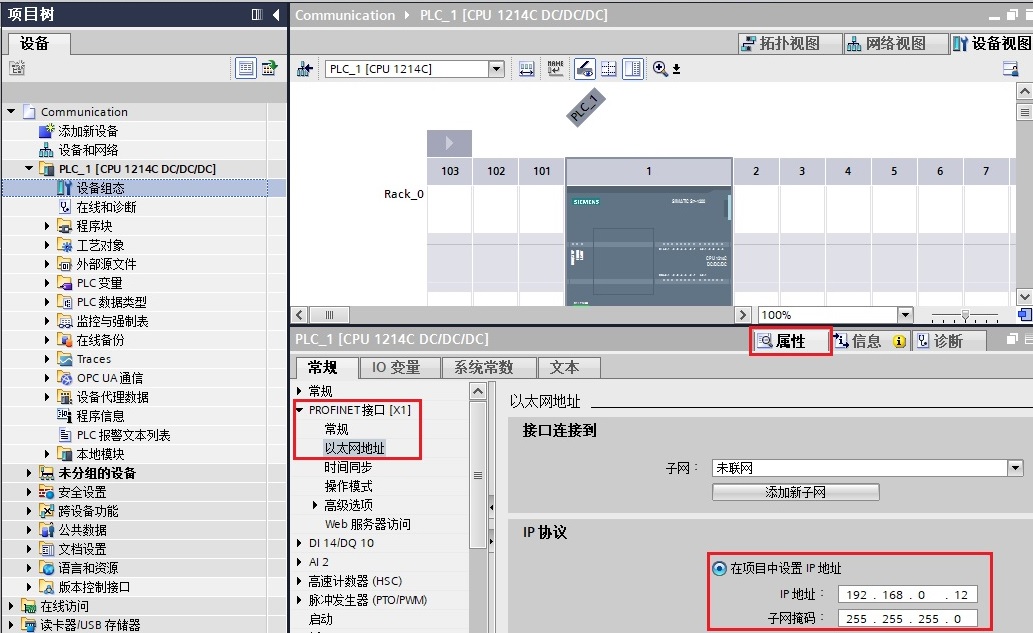 项目树
Communication ▸ PLC_1 [CPU 1214C DC/DC/DC]
设备
拓扑视图
网络视图
设备视图
PLC_1 [CPU 1214C]
Communication
添加新设备
设备和网络
PLC_1 [CPU 1214C DC/DC/DC]
设备组态
在线和诊断
程序块
工艺对象
外部源文件
PLC 变量
PLC 数据类型
监控与强制表
在线备份
Traces
OPC UA 通信
设备代理数据
程序信息
PLC 报警文本列表
本地模块
未分组的设备
安全设置
跨设备功能
公共数据
文档设置
语言和资源
版本控制接口
在线访问
读卡器/USB 存储器
PLC_1
103 102 101 1 2 3 4 5 6 7
Rack_0
SIEMENS
SIMATIC S7-1200
CPU 1214C
DC/DC/DC
100%
PLC_1 [CPU 1214C DC/DC/DC]
属性
信息
诊断
常规
IO 变量
系统常数
文本
常规
PROFINET 接口 [X1]
常规
以太网地址
时间同步
操作模式
高级选项
Web 服务器访问
DI 14/DQ 10
AI 2
高速计数器 (HSC)
脉冲发生器 (PTO/PWM)
启动
以太网地址
接口连接到
子网： 未联网
添加新子网
IP 协议
在项目中设置 IP 地址
IP 地址： 192 . 168 . 0 . 12
子网掩码： 255 . 255 . 255 . 0